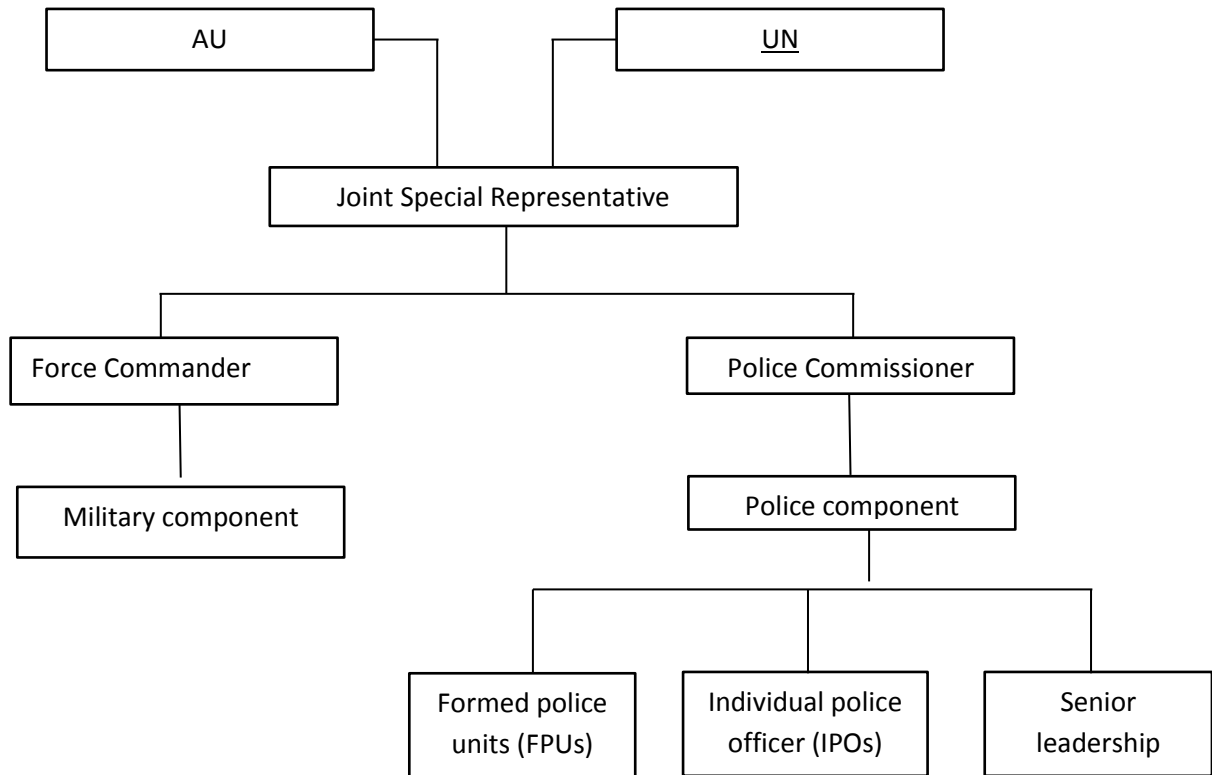 AU
UN
Joint Special Representative
Force Commander
Police Commissioner
Military component
Police component
Formed police
units (FPUs)
Individual police
officer (IPOs)
Senior
leadership